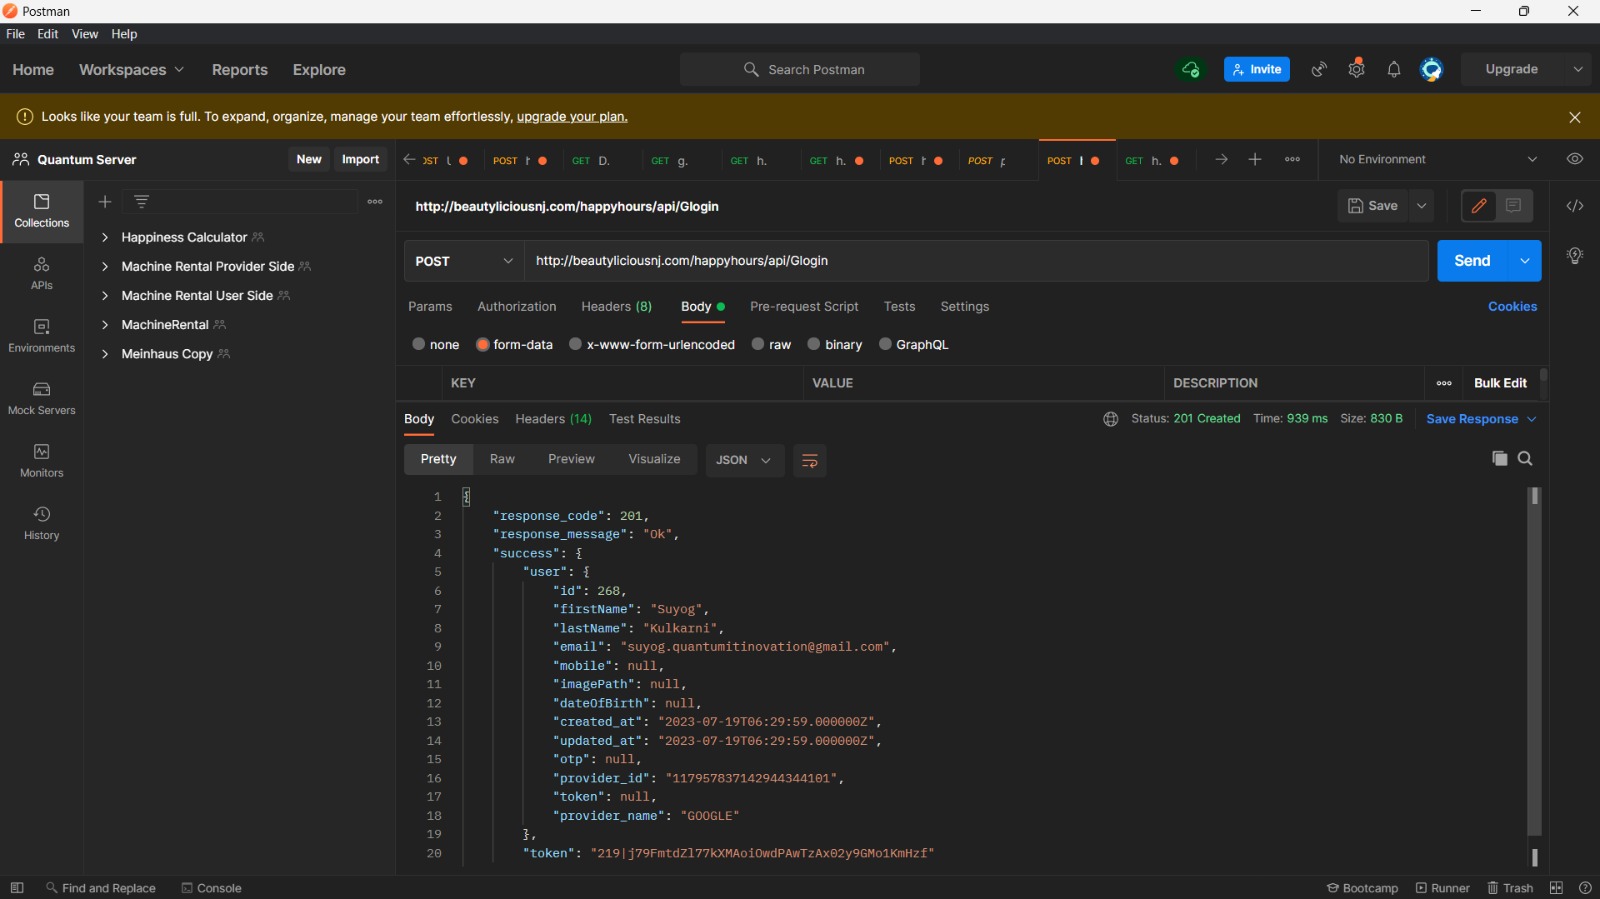 Postman
File Edit View Help
Home Workspaces Reports Explore Search Postman Invite Upgrade
Looks like your team is full. To expand, organize, manage your team effortlessly, upgrade your plan.
Quantum Server New Import OST POST GET D. GET g. GET h. GET h. POST POST POST GET h. No Environment
Collections
APIs
Environments
Mock Servers
Monitors
History
Happiness Calculator
Machine Rental Provider Side
Machine Rental User Side
MachineRental
Meinhaus Copy
http://beautyliciousnj.com/happyhours/api/Glogin Save
POST http://beautyliciousnj.com/happyhours/api/Glogin Send
Params Authorization Headers (8) Body Pre-request Script Tests Settings Cookies
none form-data x-www-form-urlencoded raw binary GraphQL
KEY VALUE DESCRIPTION Bulk Edit
Body Cookies Headers (14) Test Results Status: 201 Created Time: 939 ms Size: 830 B Save Response
Pretty Raw Preview Visualize JSON
1 {
2 "response_code": 201,
3 "response_message": "Ok",
4 "success": {
5 "user": {
6 "id": 268,
7 "firstName": "Suyog",
8 "lastName": "Kulkarni",
9 "email": "suyog.quantumitinovation@gmail.com",
10 "mobile": null,
11 "imagePath": null,
12 "dateOfBirth": null,
13 "created_at": "2023-07-19T06:29:59.000000Z",
14 "updated_at": "2023-07-19T06:29:59.000000Z",
15 "otp": null,
16 "provider_id": "117957837142944344101",
17 "token": null,
18 "provider_name": "GOOGLE"
19 },
20 "token": "219|j79FmtdZl77kXMAoiOwdPAwTzAx02y9GMo1KmHzf"
Find and Replace Console Bootcamp Runner Trash